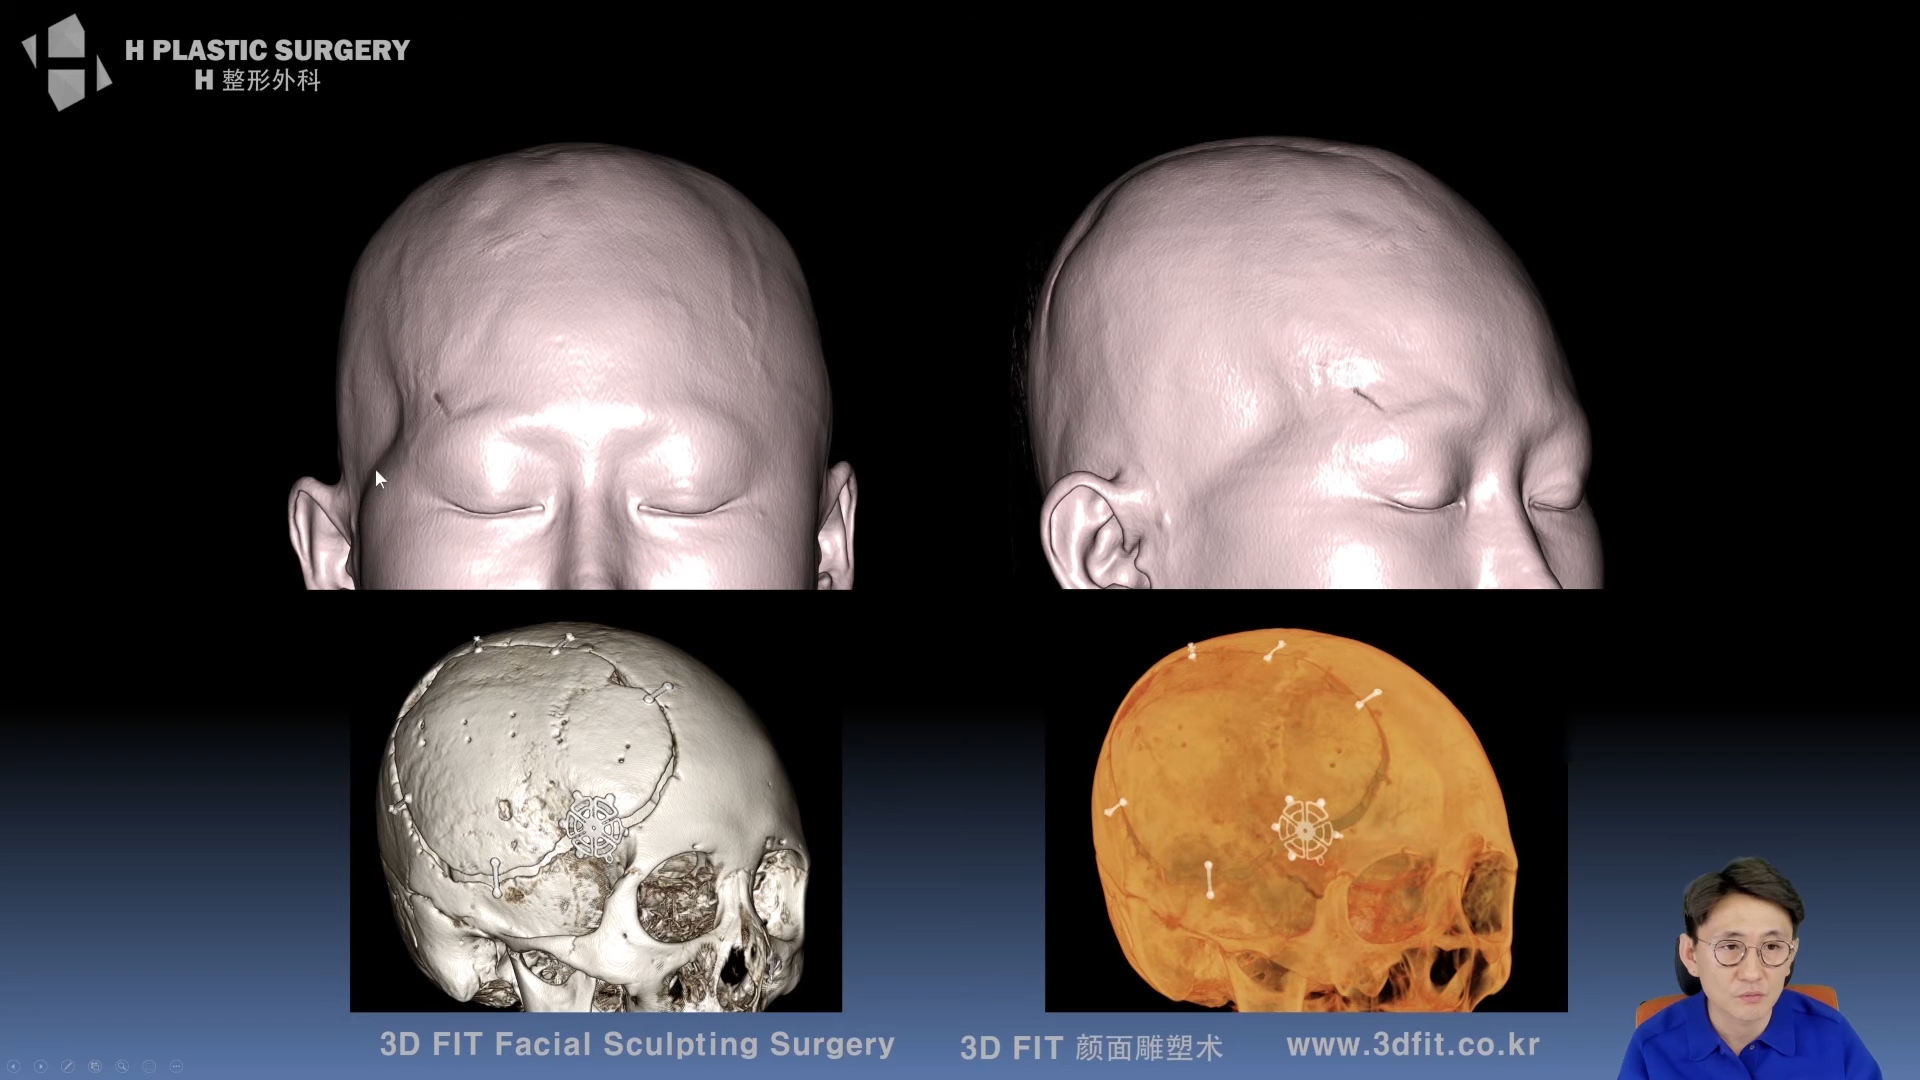 H PLASTIC SURGERY
H 整形外科
3D FIT Facial Sculpting Surgery
3D FIT 颜面雕塑术
www.3dfit.co.kr